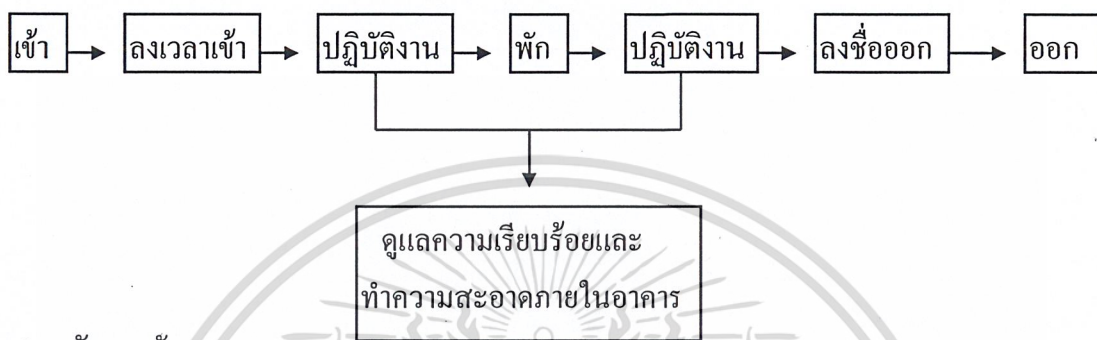 เข้า ลงเวลาเข้า ปฏิบัติงาน พัก ปฏิบัติงาน ลงชื่อออก ออก
ดูแลความเรียบร้อยและ
ทำความสะอาดภายในอาคาร